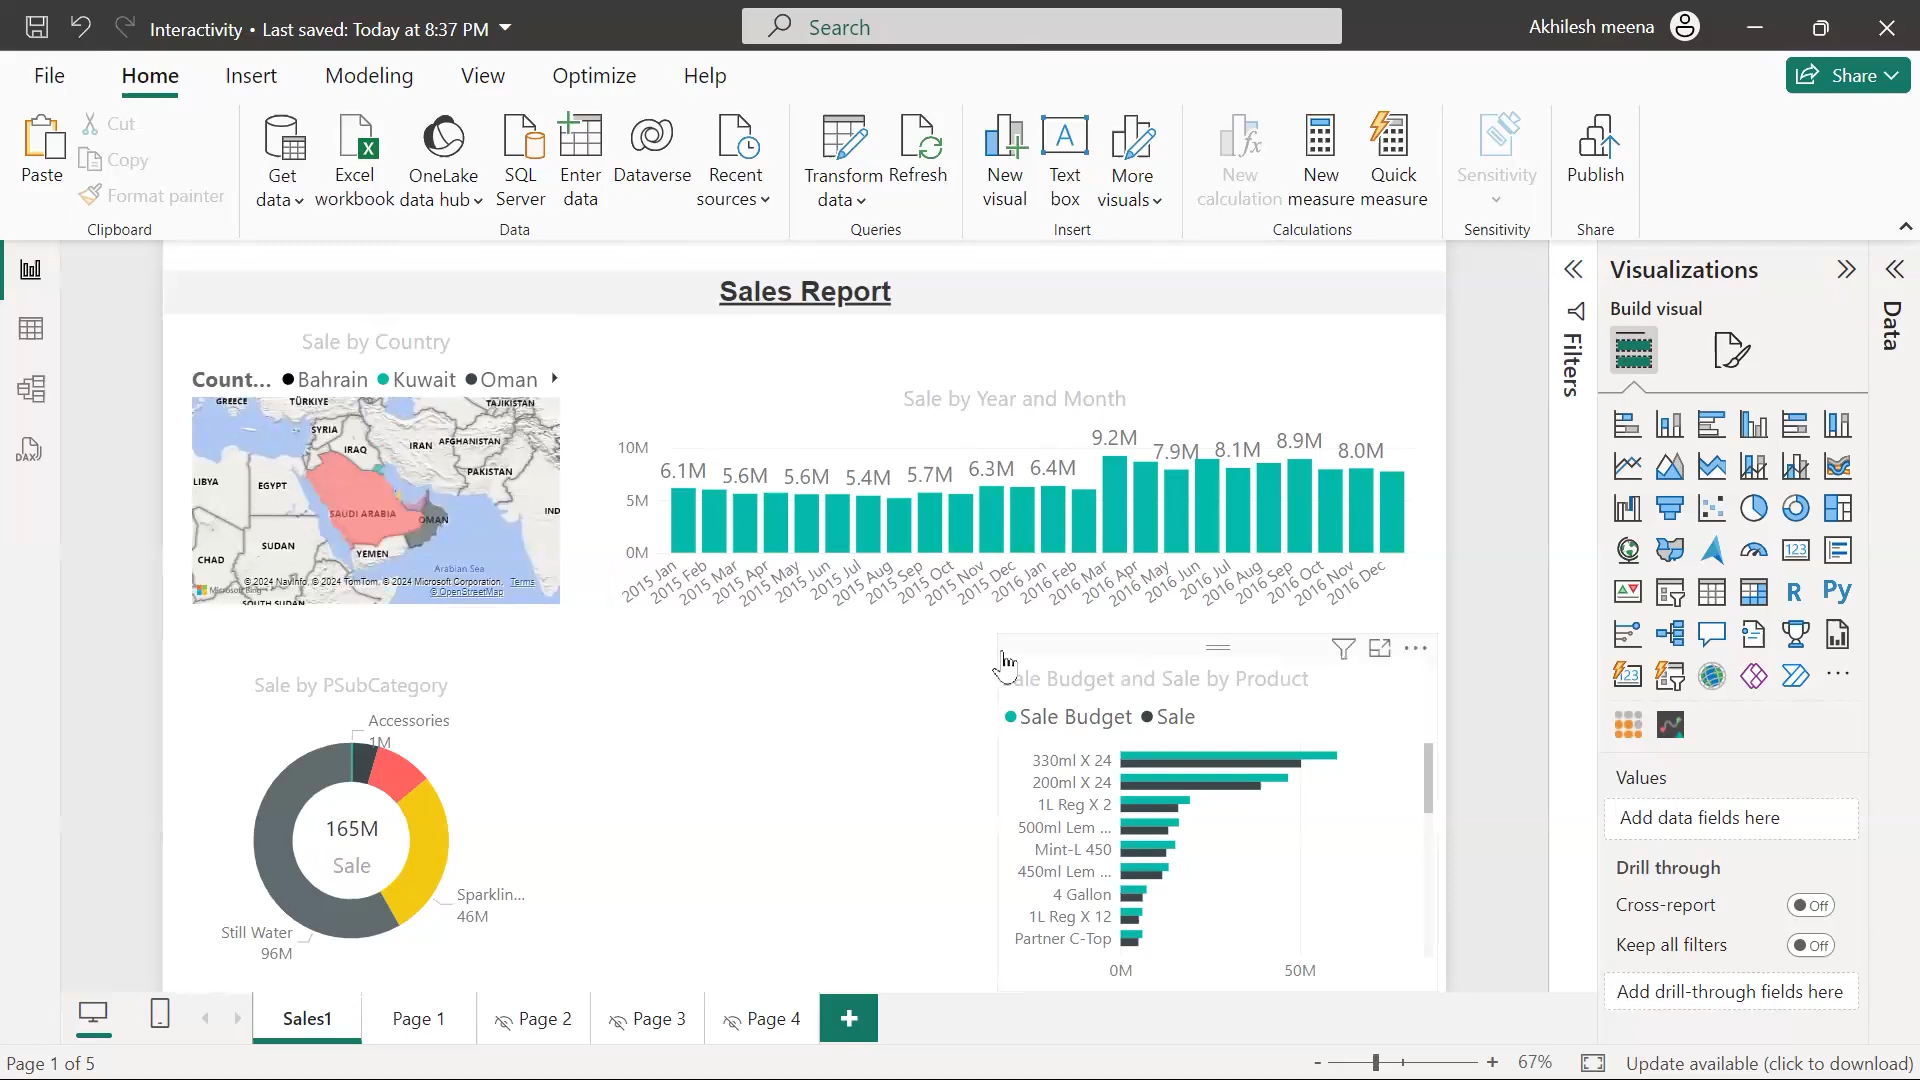 Interactivity • Last saved: Today at 8:37 PM
Search
Akhilesh meena
File Home Insert Modeling View Optimize Help
Share
Paste
Cut
Copy
Format painter
Clipboard
Get data
Excel workbook
OneLake data hub
SQL Server
Enter data
Dataverse
Recent sources
Data
Transform data
Refresh
Queries
New visual
A
Text box
More visuals
Insert
New calculation
New measure
Quick measure
Calculations
Sensitivity
Sensitivity
Publish
Share
DAX
Sales Report
Sale by Country
Count... Bahrain Kuwait Oman
GREECE
TÜRKIYE
TAJIKISTAN
SYRIA
IRAQ
IRAN
AFGHANISTAN
PAKISTAN
LIBYA
EGYPT
SAUDI ARABIA
OMAN
IND
CHAD
SUDAN
YEMEN
Arabian Sea
© 2024 NavInfo, © 2024 TomTom, © 2024 Microsoft Corporation, Terms
© OpenStreetMap
SOUTH SUDAN
Sale by Year and Month
10M
5M
0M
6.1M 5.6M 5.6M 5.4M 5.7M 6.3M 6.4M 9.2M 7.9M 8.1M 8.9M 8.0M
2015 Jan 2015 Feb 2015 Mar 2015 Apr 2015 May 2015 Jun 2015 Jul 2015 Aug 2015 Sep 2015 Oct 2015 Nov 2015 Dec 2016 Jan 2016 Feb 2016 Mar 2016 Apr 2016 May 2016 Jun 2016 Jul 2016 Aug 2016 Sep 2016 Oct 2016 Nov 2016 Dec
Sale by PSubCategory
Accessories
1M
165M
Sale
Sparklin...
46M
Still Water
96M
ale Budget and Sale by Product
Sale Budget Sale
330ml X 24
200ml X 24
1L Reg X 2
500ml Lem ...
Mint-L 450
450ml Lem ...
4 Gallon
1L Reg X 12
Partner C-Top
0M 50M
Filters
Visualizations
Build visual
123
R
Py
123
Values
Add data fields here
Drill through
Cross-report
Off
Keep all filters
Off
Add drill-through fields here
Data
Sales1 Page 1 Page 2 Page 3 Page 4
Page 1 of 5
- + 67%
Update available (click to download)